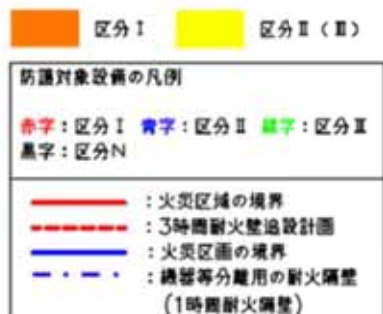 区分Ⅰ 区分Ⅱ(Ⅲ)
防護対象設備の凡例
赤字:区分Ⅰ 青字:区分Ⅱ 緑字:区分Ⅲ
黒字:区分N
:火災区域の境界
:3時間耐火壁追設計画
:火災区画の境界
:機器等分離用の耐火隔壁
(1時間耐火隔壁)